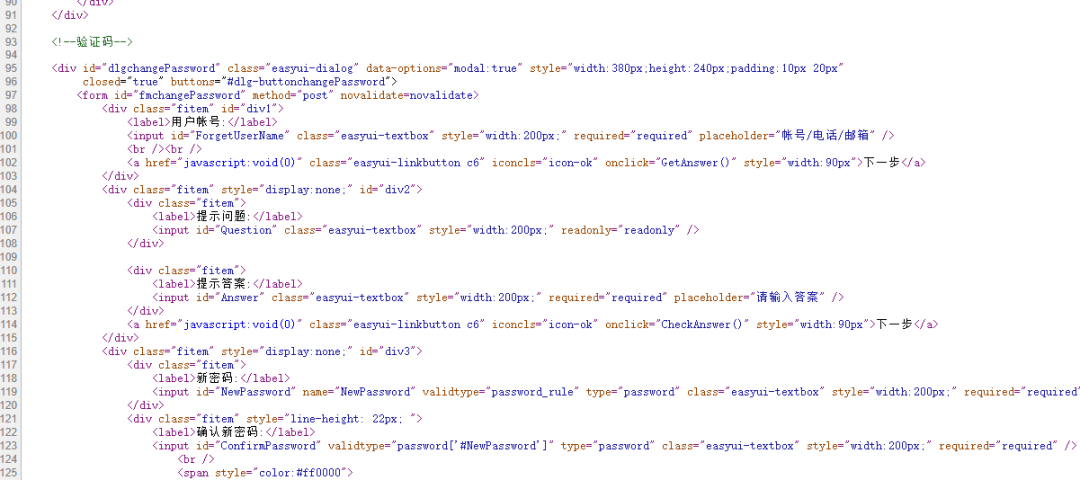 90 </div>
91 </div>
92
93 <!--验证码-->
94
95 <div id="dlgchangePassword" class="easyui-dialog" data-options="modal:true" style="width:380px;height:240px;padding:10px 20px"
96 closed="true" buttons="#dlg-buttonchangePassword">
97 <form id="fmchangePassword" method="post" novalidate=novalidate>
98 <div class="fitem" id="div1">
99 <label>用户帐号:</label>
100 <input id="ForgetUserName" class="easyui-textbox" style="width:200px;" required="required" placeholder="帐号/电话/邮箱" />
101 <br /><br />
102 <a href="javascript:void(0)" class="easyui-linkbutton c6" iconcls="icon-ok" onclick="GetAnswer()" style="width:90px">下一步</a>
103 </div>
104 <div class="fitem" style="display:none;" id="div2">
105 <div class="fitem">
106 <label>提示问题:</label>
107 <input id="Question" class="easyui-textbox" style="width:200px;" readonly="readonly" />
108 </div>
109
110 <div class="fitem">
111 <label>提示答案:</label>
112 <input id="Answer" class="easyui-textbox" style="width:200px;" required="required" placeholder="请输入答案" />
113 </div>
114 <a href="javascript:void(0)" class="easyui-linkbutton c6" iconcls="icon-ok" onclick="CheckAnswer()" style="width:90px">下一步</a>
115 </div>
116 <div class="fitem" style="display:none;" id="div3">
117 <div class="fitem">
118 <label>新密码:</label>
119 <input id="NewPassword" name="NewPassword" validtype="password_rule" type="password" class="easyui-textbox" style="width:200px;" required="required"
120 </div>
121 <div class="fitem" style="line-height: 22px; ">
122 <label>确认新密码:</label>
123 <input id="ConfirmPassword" validtype="password['#NewPassword']" type="password" class="easyui-textbox" style="width:200px;" required="required" />
124 <br />
125 <span style="color:#ff0000">